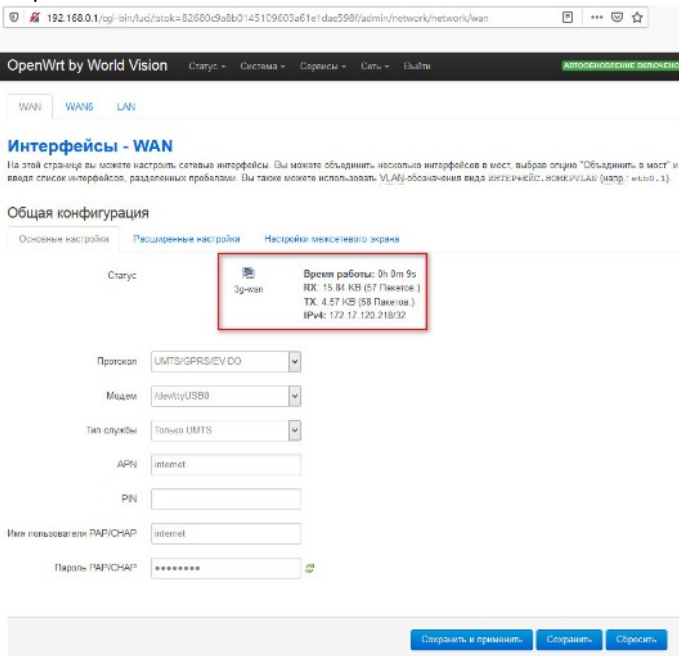 192.168.0.1/cgi-bin/luci/;stok=82680c9a8b0145109603a61e1dae598f/admin/network/network/wan
OpenWrt by World Vision Статус Система Сервисы Сеть Выйти АВТООБНОВЛЕНИЕ ВКЛЮЧЕНО
WAN WAN6 LAN
Интерфейсы - WAN
На этой странице вы можете настроить сетевые интерфейсы. Вы можете объединить несколько интерфейсов в мост, выбрав опцию "Объединить в мост" и
введя список интерфейсов, разделенных пробелами. Вы также можете использовать VLAN-обозначения вида ИНТЕРФЕЙС.НОМЕРVLAN (напр.: eth0.1).
Общая конфигурация
Основные настройки Расширенные настройки Настройки межсетевого экрана
Статус
3g-wan
Время работы: 0h 0m 9s
RX: 15.84 KB (57 Пакетов.)
TX: 4.57 KB (58 Пакетов.)
IPv4: 172.17.120.218/32
Протокол UMTS/GPRS/EV-DO
Модем /dev/ttyUSB0
Тип службы Только UMTS
APN internet
PIN
Имя пользователя PAP/CHAP internet
Пароль PAP/CHAP ••••••••
Сохранить и применить Сохранить Сбросить